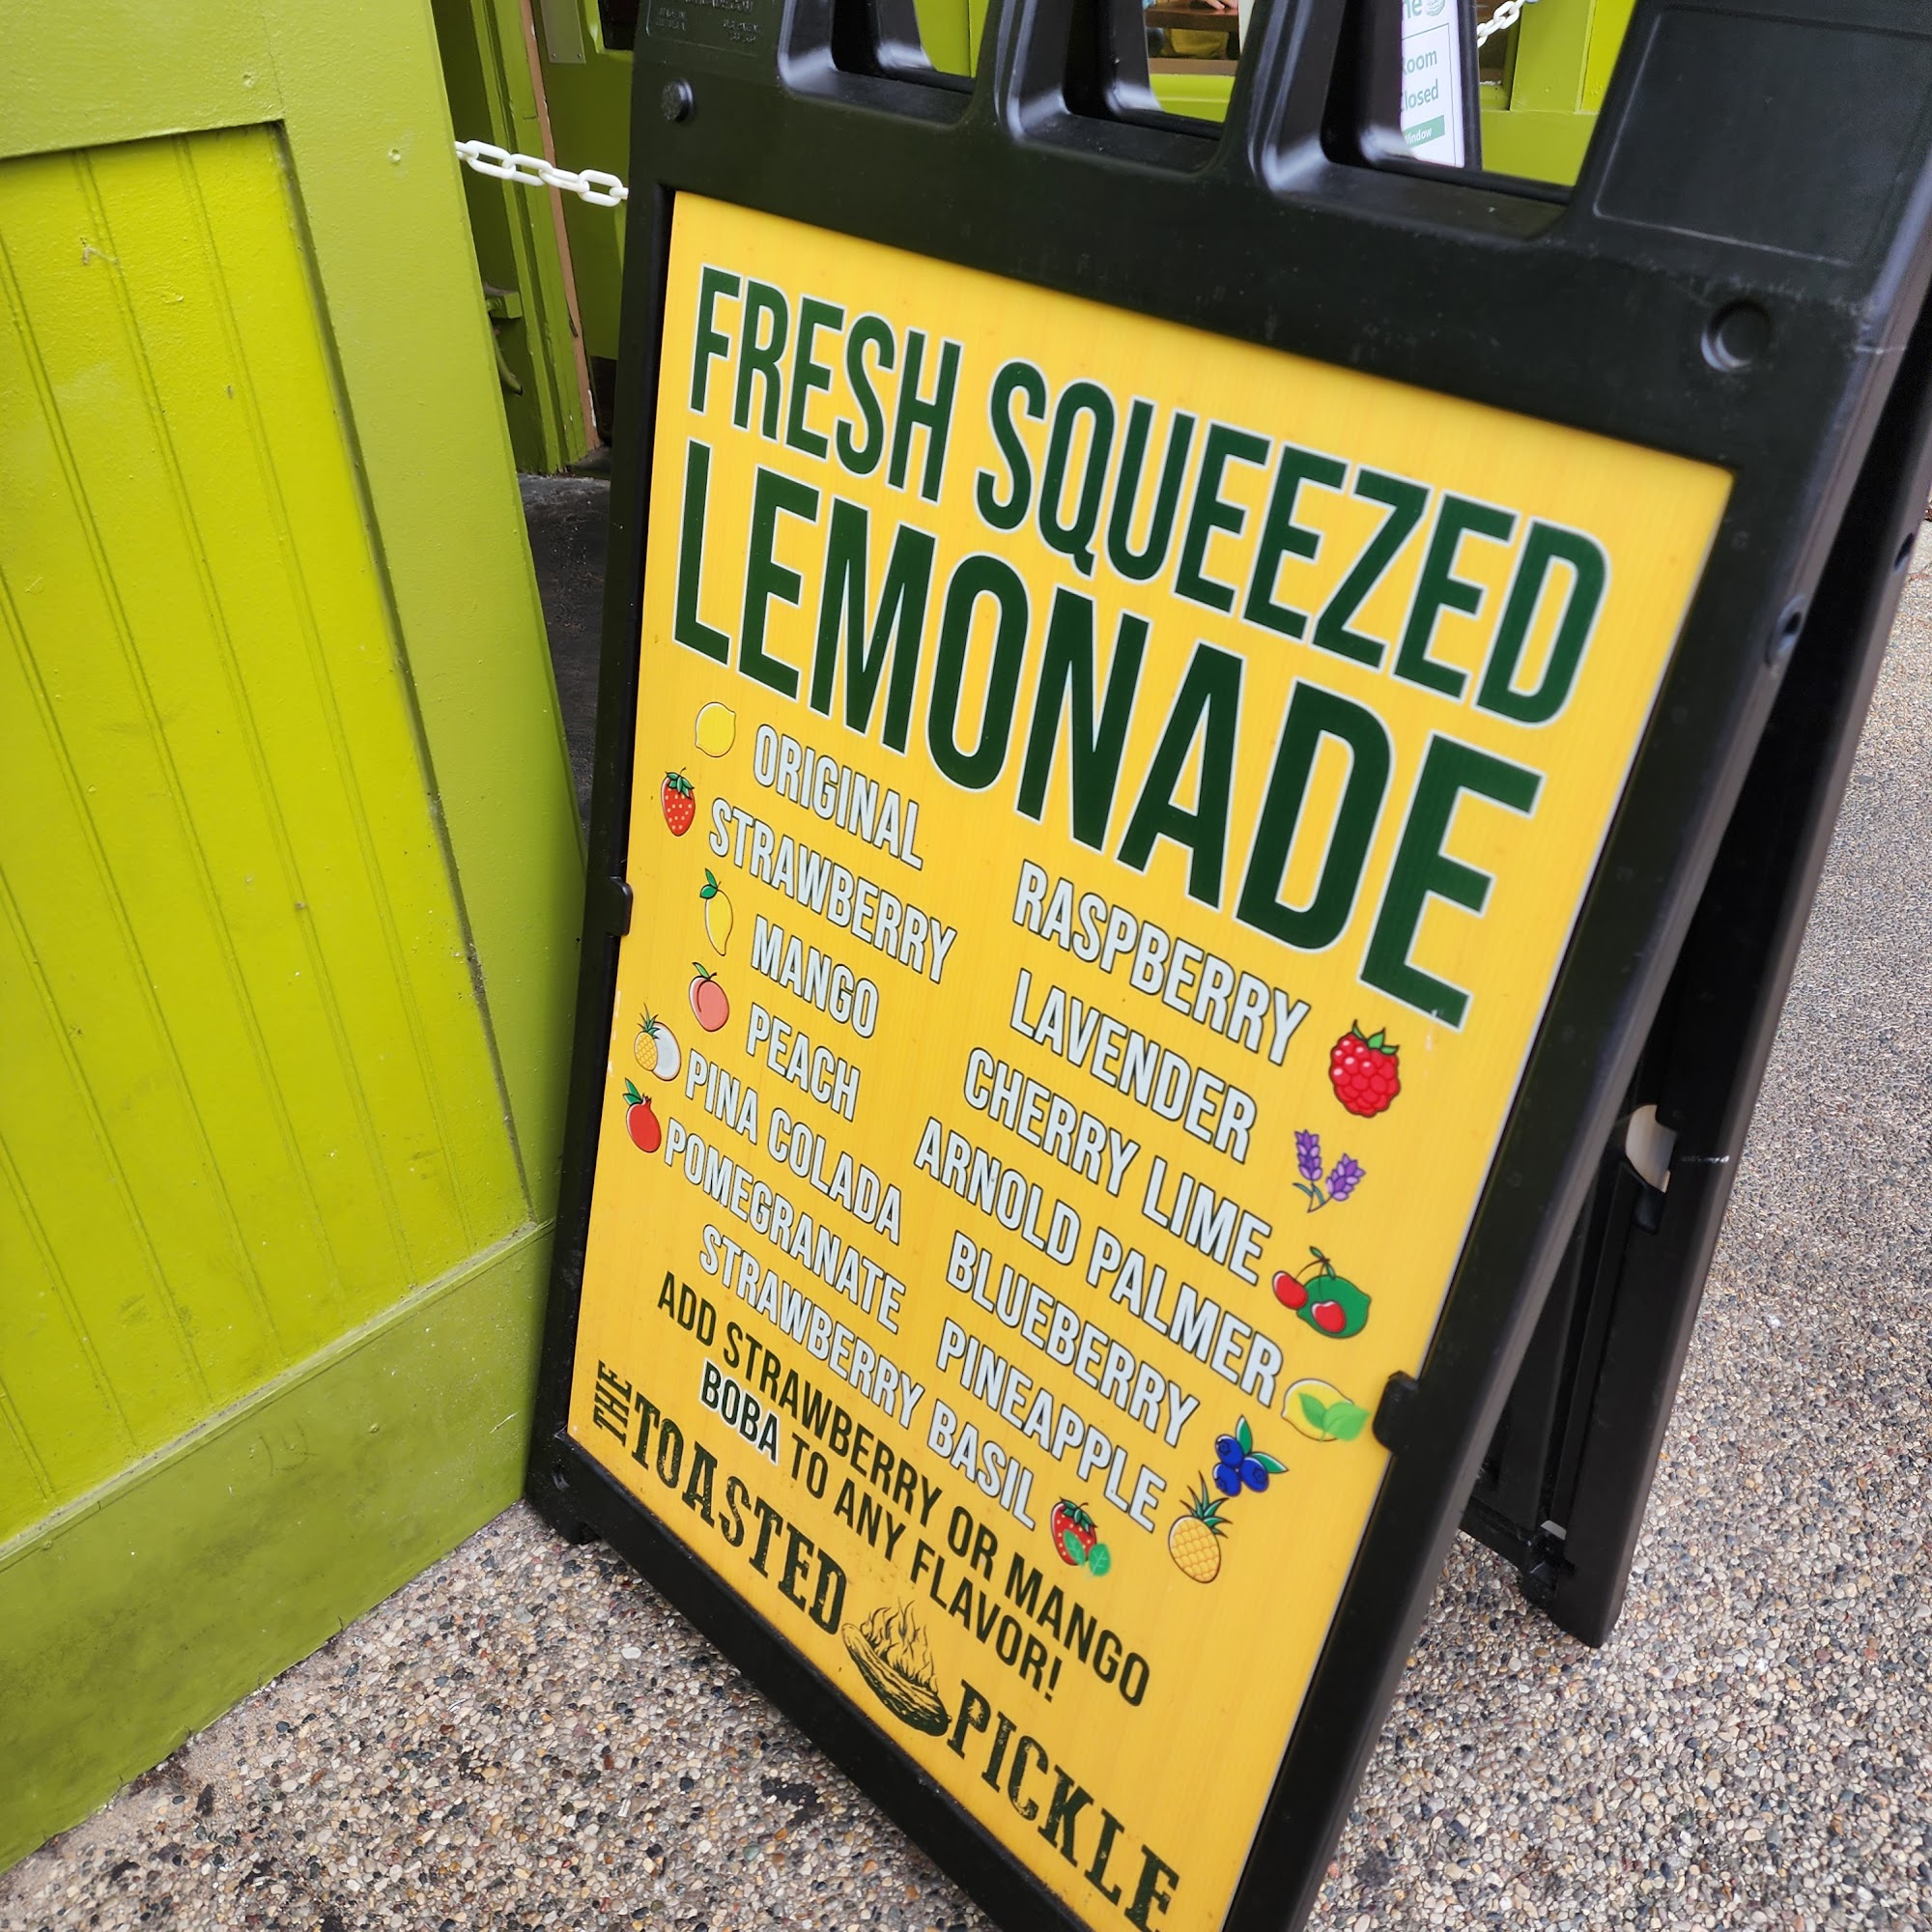 FRESH SQUEEZED
LEMONADE
ORIGINAL
STRAWBERRY
MANGO
PEACH
PINA COLADA
POMEGRANATE
RASPBERRY
LAVENDER
CHERRY LIME
ARNOLD PALMER
BLUEBERRY
PINEAPPLE
STRAWBERRY BASIL
ADD STRAWBERRY OR MANGO
BOBA TO ANY FLAVOR!
THE TOASTED PICKLE